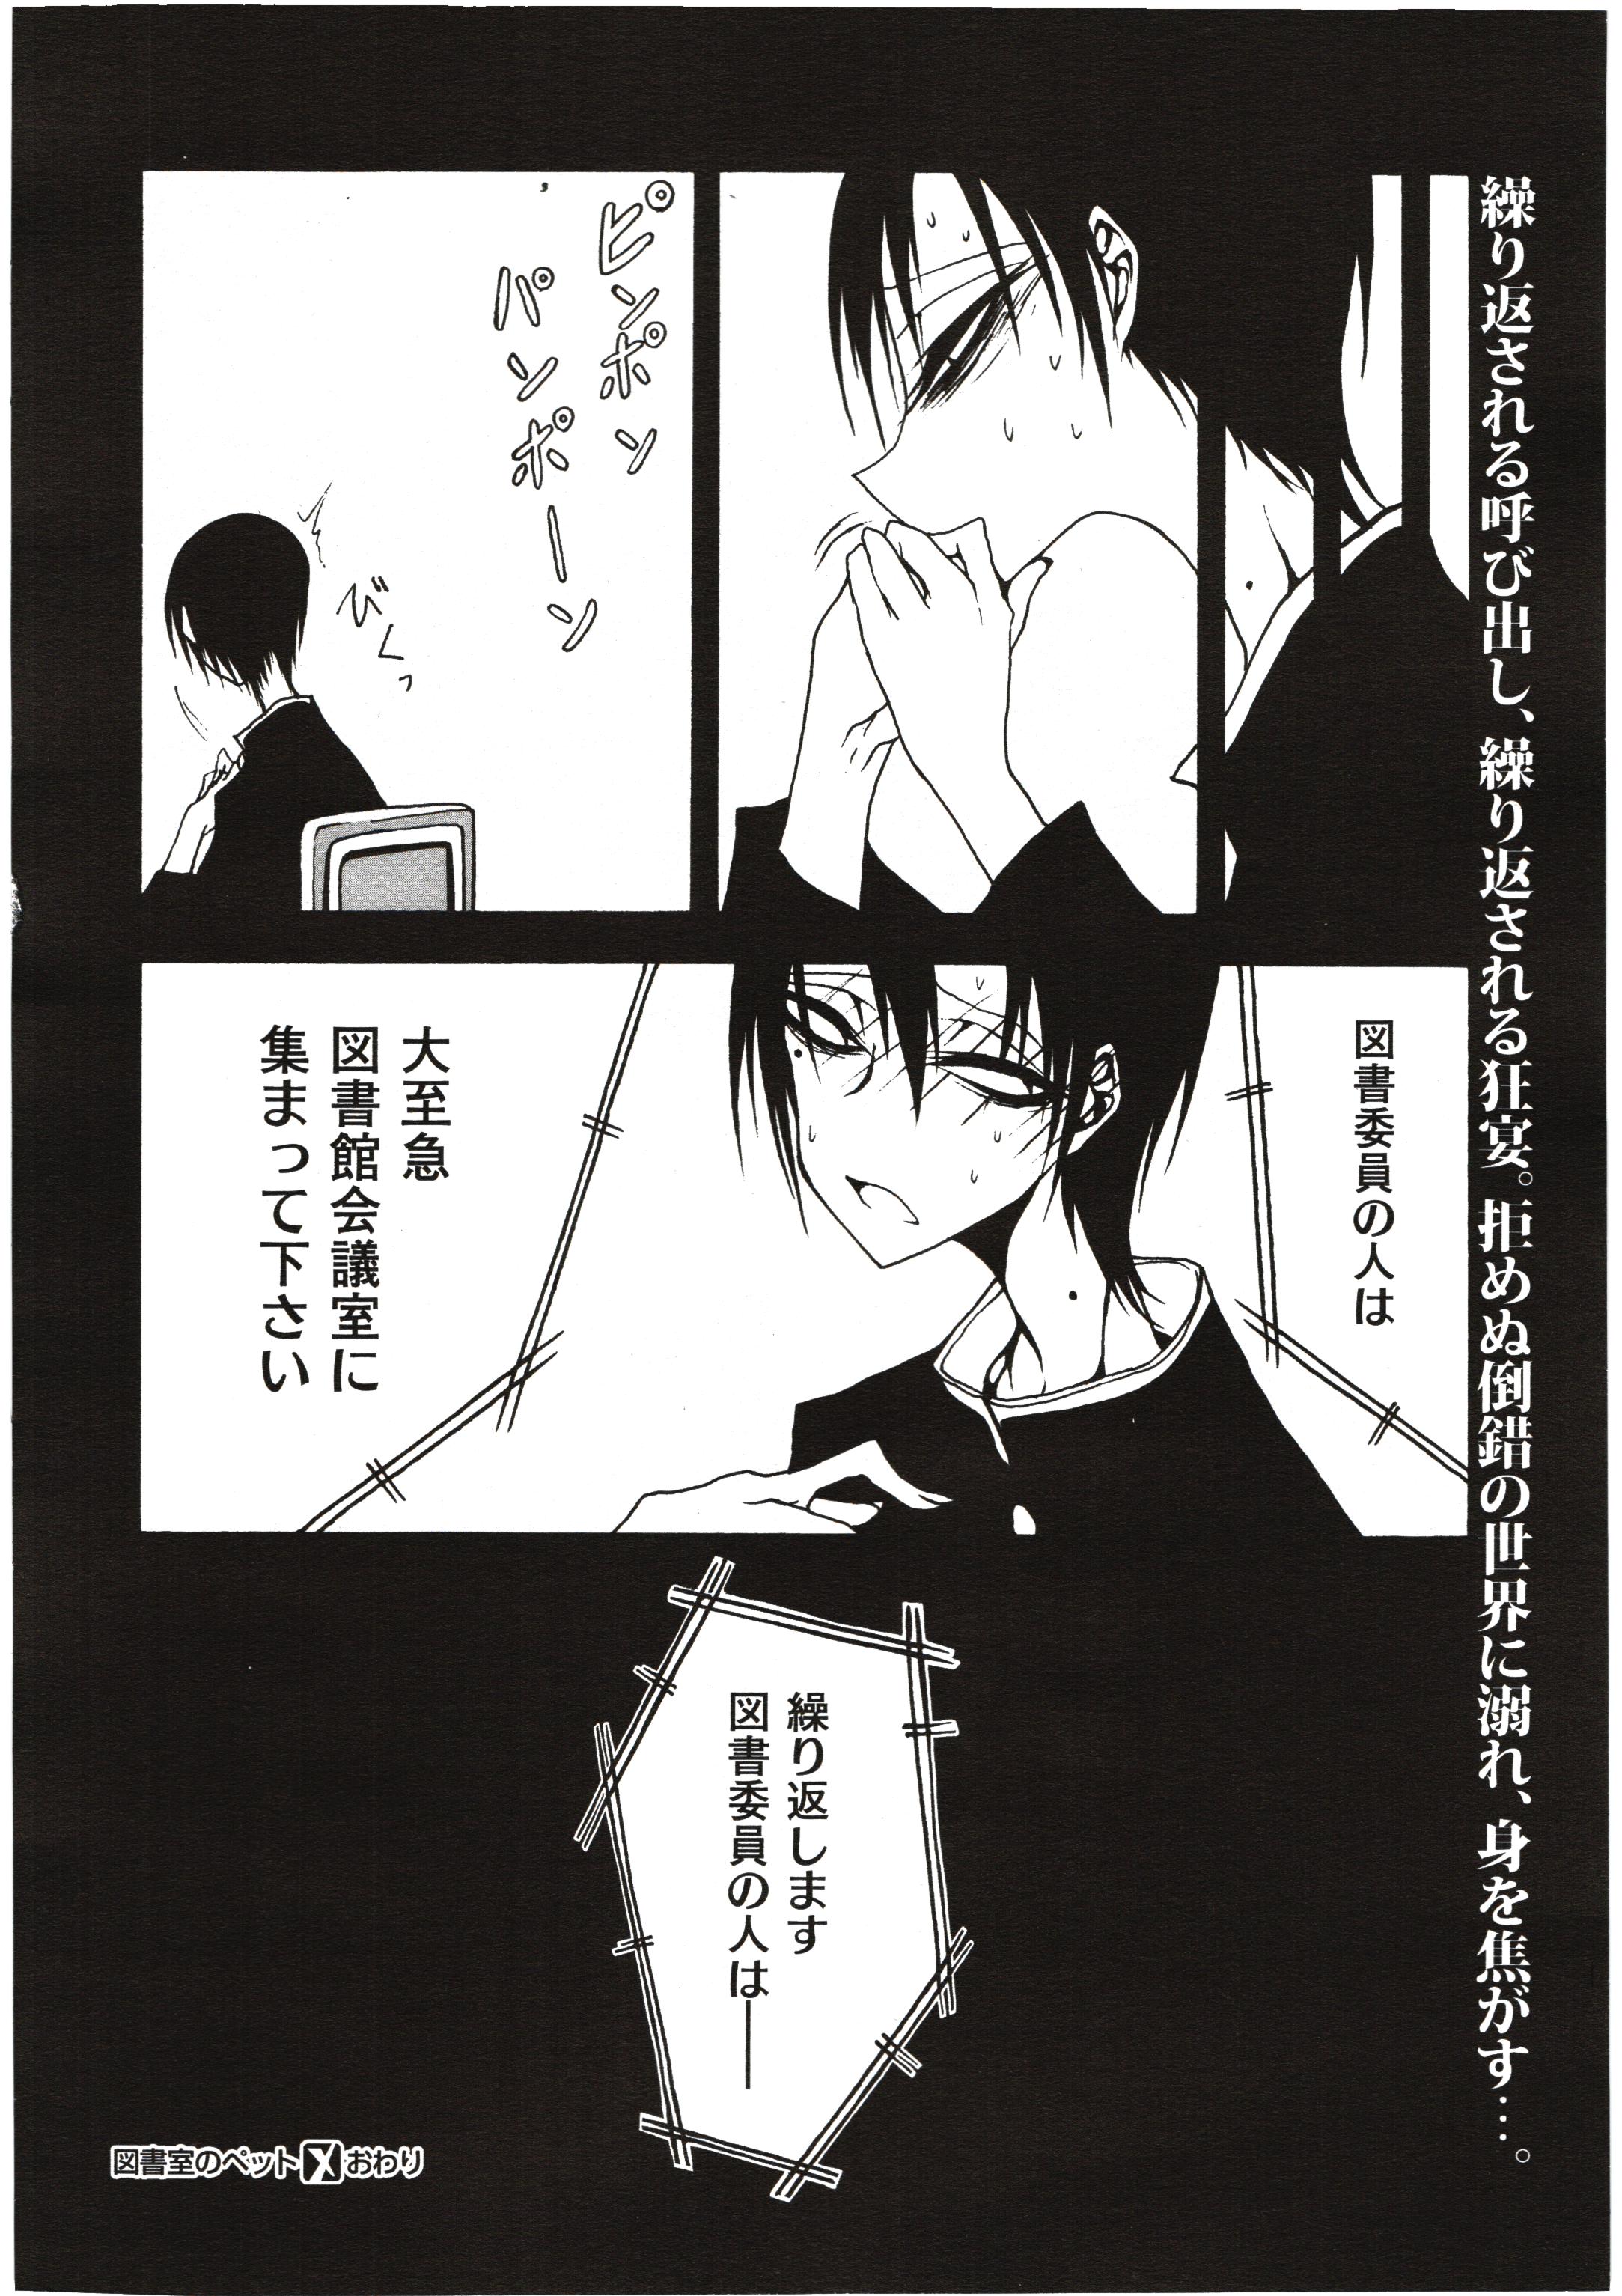 繰り返される呼び出し、繰り返される狂宴。拒めぬ倒錯の世界に溺れ、身を焦がす…。
ピンポン
パンポーン
びくっ
図書委員の人は
大至急
図書館会議室に
集まって下さい
繰り返します
図書委員の人は――
図書室のペット おわり